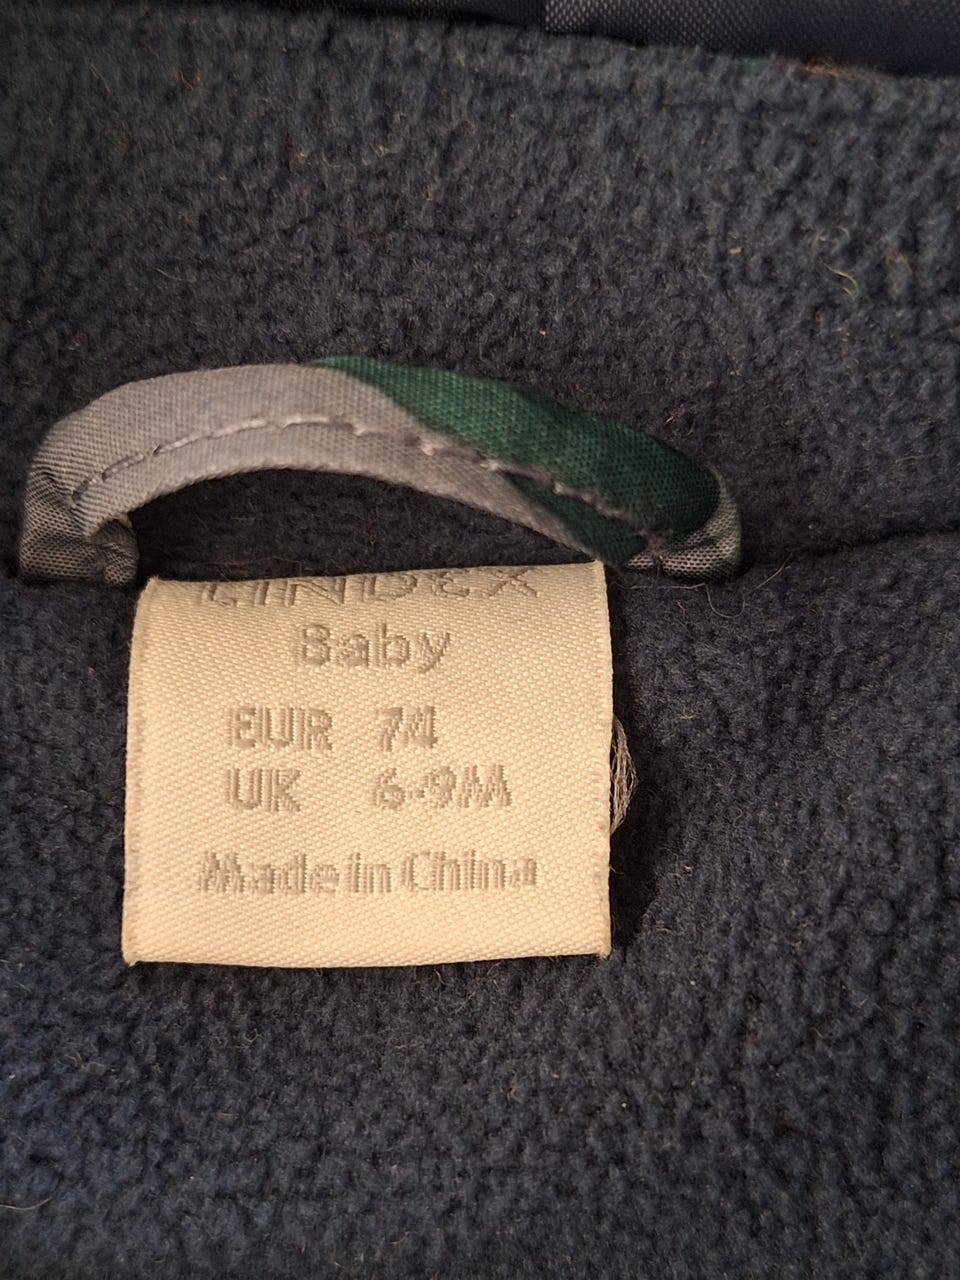 LINDEX
Baby
EUR 74
UK 6-9M
Made in China